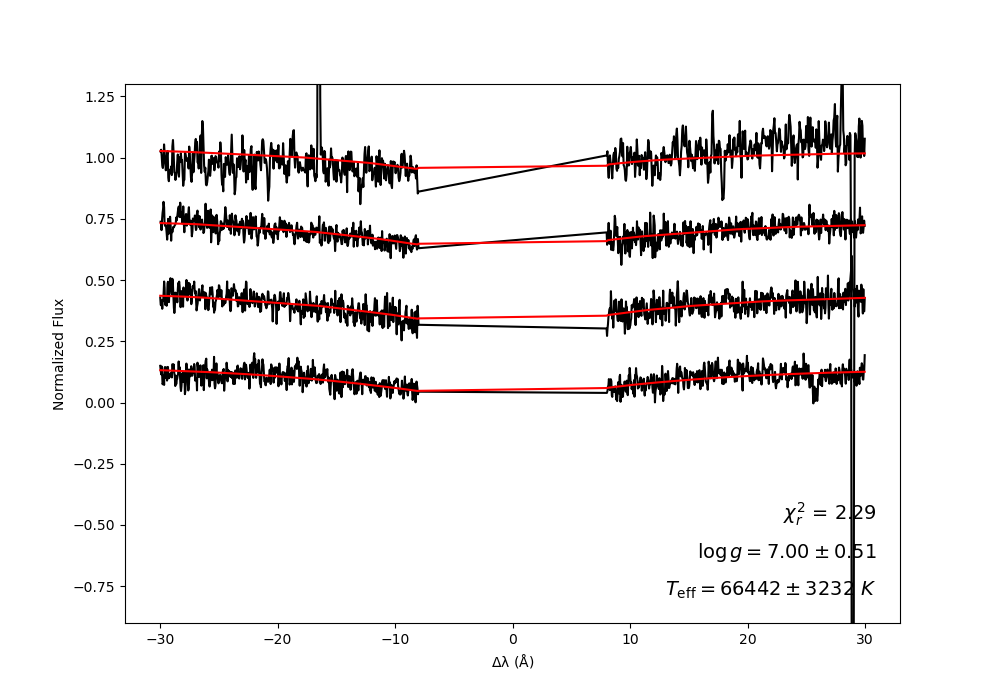 1.25
1.00
0.75
0.50
0.25
0.00
−0.25
−0.50
−0.75
Normalized Flux
χ²ᵣ = 2.29
log g = 7.00 ± 0.51
T_eff = 66442 ± 3232 K
−30 −20 −10 0 10 20 30
Δλ (Å)